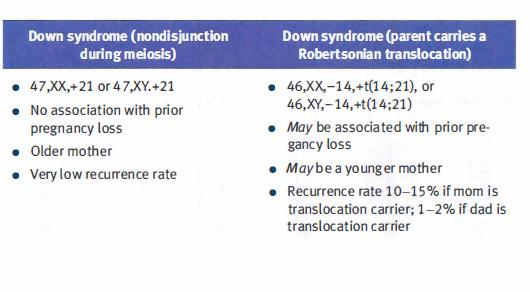 Down syndrome (nondisjunction
during meiosis)
Down syndrome (parent carries a
Robertsonian translocation)
• 47,XX,+21 or 47,XY.+21
• No association with prior
pregnancy loss
• Older mother
• Very low recurrence rate
• 46,XX,–14,+t(14;21), or
46,XY,–14,+t(14;21)
• May be associated with prior pre-
gancy loss
• May be a younger mother
• Recurrence rate 10–15% if mom is
translocation carrier; 1–2% if dad is
translocation carrier